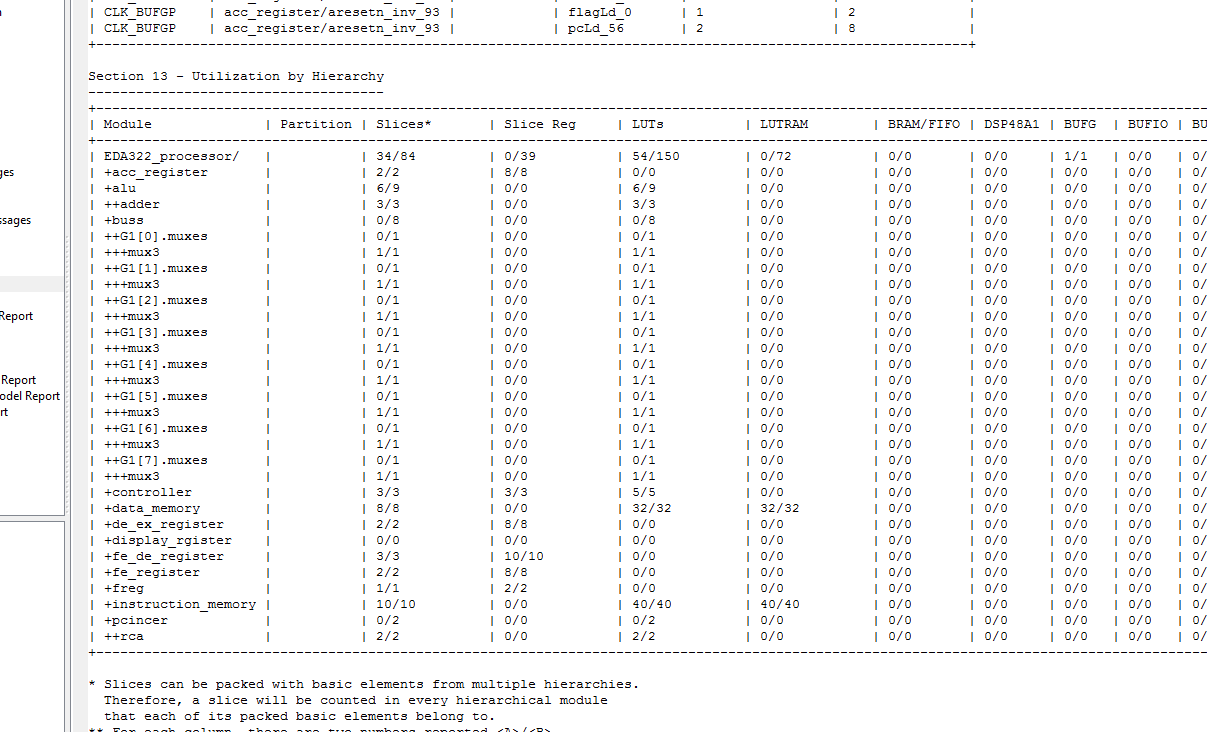 | CLK_BUFGP | acc_register/aresetn_inv_93 | | flagLd_0 | 1 | 2 |
| CLK_BUFGP | acc_register/aresetn_inv_93 | | pcLd_56 | 2 | 8 |
Section 13 - Utilization by Hierarchy
-------------------------------------
| Module | Partition | Slices* | Slice Reg | LUTs | LUTRAM | BRAM/FIFO | DSP48A1 | BUFG | BUFIO | BU
| EDA322_processor/ | | 34/84 | 0/39 | 54/150 | 0/72 | 0/0 | 0/0 | 1/1 | 0/0 | 0/
| +acc_register | | 2/2 | 8/8 | 0/0 | 0/0 | 0/0 | 0/0 | 0/0 | 0/0 | 0/
ges
| +alu | | 6/9 | 0/0 | 6/9 | 0/0 | 0/0 | 0/0 | 0/0 | 0/0 | 0/
| ++adder | | 3/3 | 0/0 | 3/3 | 0/0 | 0/0 | 0/0 | 0/0 | 0/0 | 0/
| +buss | | 0/8 | 0/0 | 0/8 | 0/0 | 0/0 | 0/0 | 0/0 | 0/0 | 0/
ssages
| ++G1[0].muxes | | 0/1 | 0/0 | 0/1 | 0/0 | 0/0 | 0/0 | 0/0 | 0/0 | 0/
| +++mux3 | | 1/1 | 0/0 | 1/1 | 0/0 | 0/0 | 0/0 | 0/0 | 0/0 | 0/
| ++G1[1].muxes | | 0/1 | 0/0 | 0/1 | 0/0 | 0/0 | 0/0 | 0/0 | 0/0 | 0/
| +++mux3 | | 1/1 | 0/0 | 1/1 | 0/0 | 0/0 | 0/0 | 0/0 | 0/0 | 0/
| ++G1[2].muxes | | 0/1 | 0/0 | 0/1 | 0/0 | 0/0 | 0/0 | 0/0 | 0/0 | 0/
| +++mux3 | | 1/1 | 0/0 | 1/1 | 0/0 | 0/0 | 0/0 | 0/0 | 0/0 | 0/
Report
| ++G1[3].muxes | | 0/1 | 0/0 | 0/1 | 0/0 | 0/0 | 0/0 | 0/0 | 0/0 | 0/
| +++mux3 | | 1/1 | 0/0 | 1/1 | 0/0 | 0/0 | 0/0 | 0/0 | 0/0 | 0/
| ++G1[4].muxes | | 0/1 | 0/0 | 0/1 | 0/0 | 0/0 | 0/0 | 0/0 | 0/0 | 0/
| +++mux3 | | 1/1 | 0/0 | 1/1 | 0/0 | 0/0 | 0/0 | 0/0 | 0/0 | 0/
Report
| ++G1[5].muxes | | 0/1 | 0/0 | 0/1 | 0/0 | 0/0 | 0/0 | 0/0 | 0/0 | 0/
odel Report
| +++mux3 | | 1/1 | 0/0 | 1/1 | 0/0 | 0/0 | 0/0 | 0/0 | 0/0 | 0/
rt
| ++G1[6].muxes | | 0/1 | 0/0 | 0/1 | 0/0 | 0/0 | 0/0 | 0/0 | 0/0 | 0/
| +++mux3 | | 1/1 | 0/0 | 1/1 | 0/0 | 0/0 | 0/0 | 0/0 | 0/0 | 0/
| ++G1[7].muxes | | 0/1 | 0/0 | 0/1 | 0/0 | 0/0 | 0/0 | 0/0 | 0/0 | 0/
| +++mux3 | | 1/1 | 0/0 | 1/1 | 0/0 | 0/0 | 0/0 | 0/0 | 0/0 | 0/
| +controller | | 3/3 | 3/3 | 5/5 | 0/0 | 0/0 | 0/0 | 0/0 | 0/0 | 0/
| +data_memory | | 8/8 | 0/0 | 32/32 | 32/32 | 0/0 | 0/0 | 0/0 | 0/0 | 0/
| +de_ex_register | | 2/2 | 8/8 | 0/0 | 0/0 | 0/0 | 0/0 | 0/0 | 0/0 | 0/
| +display_rgister | | 0/0 | 0/0 | 0/0 | 0/0 | 0/0 | 0/0 | 0/0 | 0/0 | 0/
| +fe_de_register | | 3/3 | 10/10 | 0/0 | 0/0 | 0/0 | 0/0 | 0/0 | 0/0 | 0/
| +fe_register | | 2/2 | 8/8 | 0/0 | 0/0 | 0/0 | 0/0 | 0/0 | 0/0 | 0/
| +freg | | 1/1 | 2/2 | 0/0 | 0/0 | 0/0 | 0/0 | 0/0 | 0/0 | 0/
| +instruction_memory | | 10/10 | 0/0 | 40/40 | 40/40 | 0/0 | 0/0 | 0/0 | 0/0 | 0/
| +pcincer | | 0/2 | 0/0 | 0/2 | 0/0 | 0/0 | 0/0 | 0/0 | 0/0 | 0/
| ++rca | | 2/2 | 0/0 | 2/2 | 0/0 | 0/0 | 0/0 | 0/0 | 0/0 | 0/
* Slices can be packed with basic elements from multiple hierarchies.
Therefore, a slice will be counted in every hierarchical module
that each of its packed basic elements belong to.
** For each column, there are two numbers reported <A>/<B>.